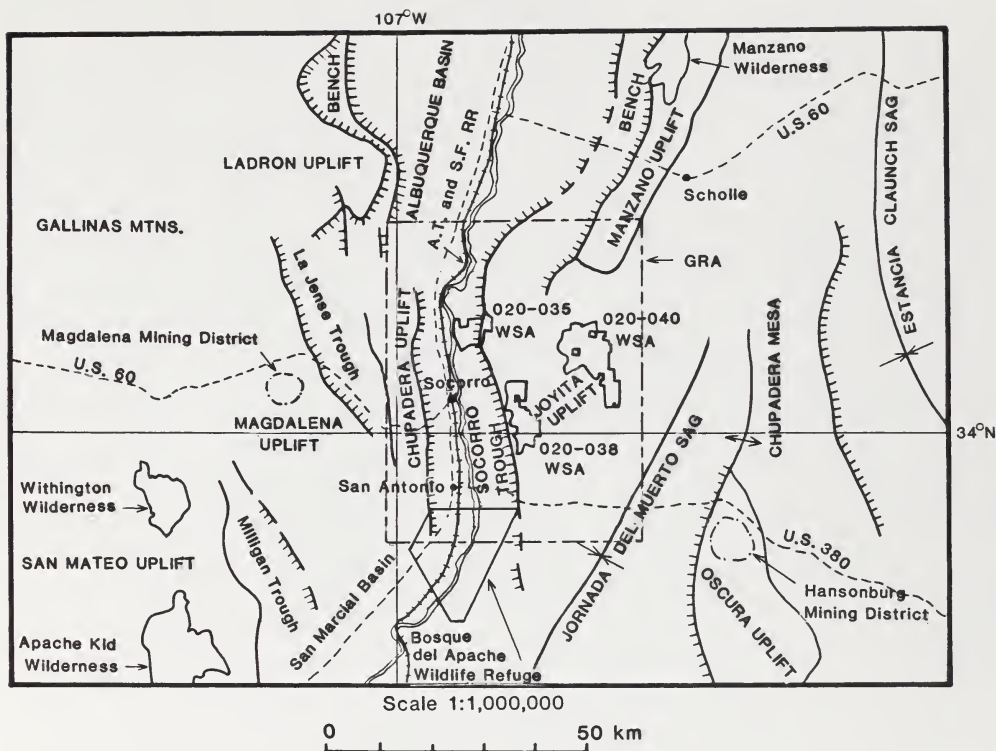 107°W
BENCH
ALBUQUERQUE BASIN
A.T. and S.F. RR
BENCH
MANZANO UPLIFT
Manzano
Wilderness
U.S.60
Scholle
ESTANCIA CLAUNCH SAG
LADRON UPLIFT
GALLINAS MTNS.
GRA
La Jense Trough
CHUPADERA UPLIFT
020-035
WSA
020-040
WSA
Magdalena Mining District
U.S. 60
Socorro
MAGDALENA
UPLIFT
SOCORRO
TROUGH
JOYITA
UPLIFT
020-038
WSA
CHUPADERA MESA
34°N
San Antonio
Withington
Wilderness
SAN MATEO UPLIFT
Milligan Trough
San Marcial Basin
JORNADA DEL MUERTO SAG
U.S. 380
Hansonburg
Mining District
OSCURA UPLIFT
Apache Kid
Wilderness
Bosque
del Apache
Wildlife Refuge
Scale 1:1,000,000
0 50 km